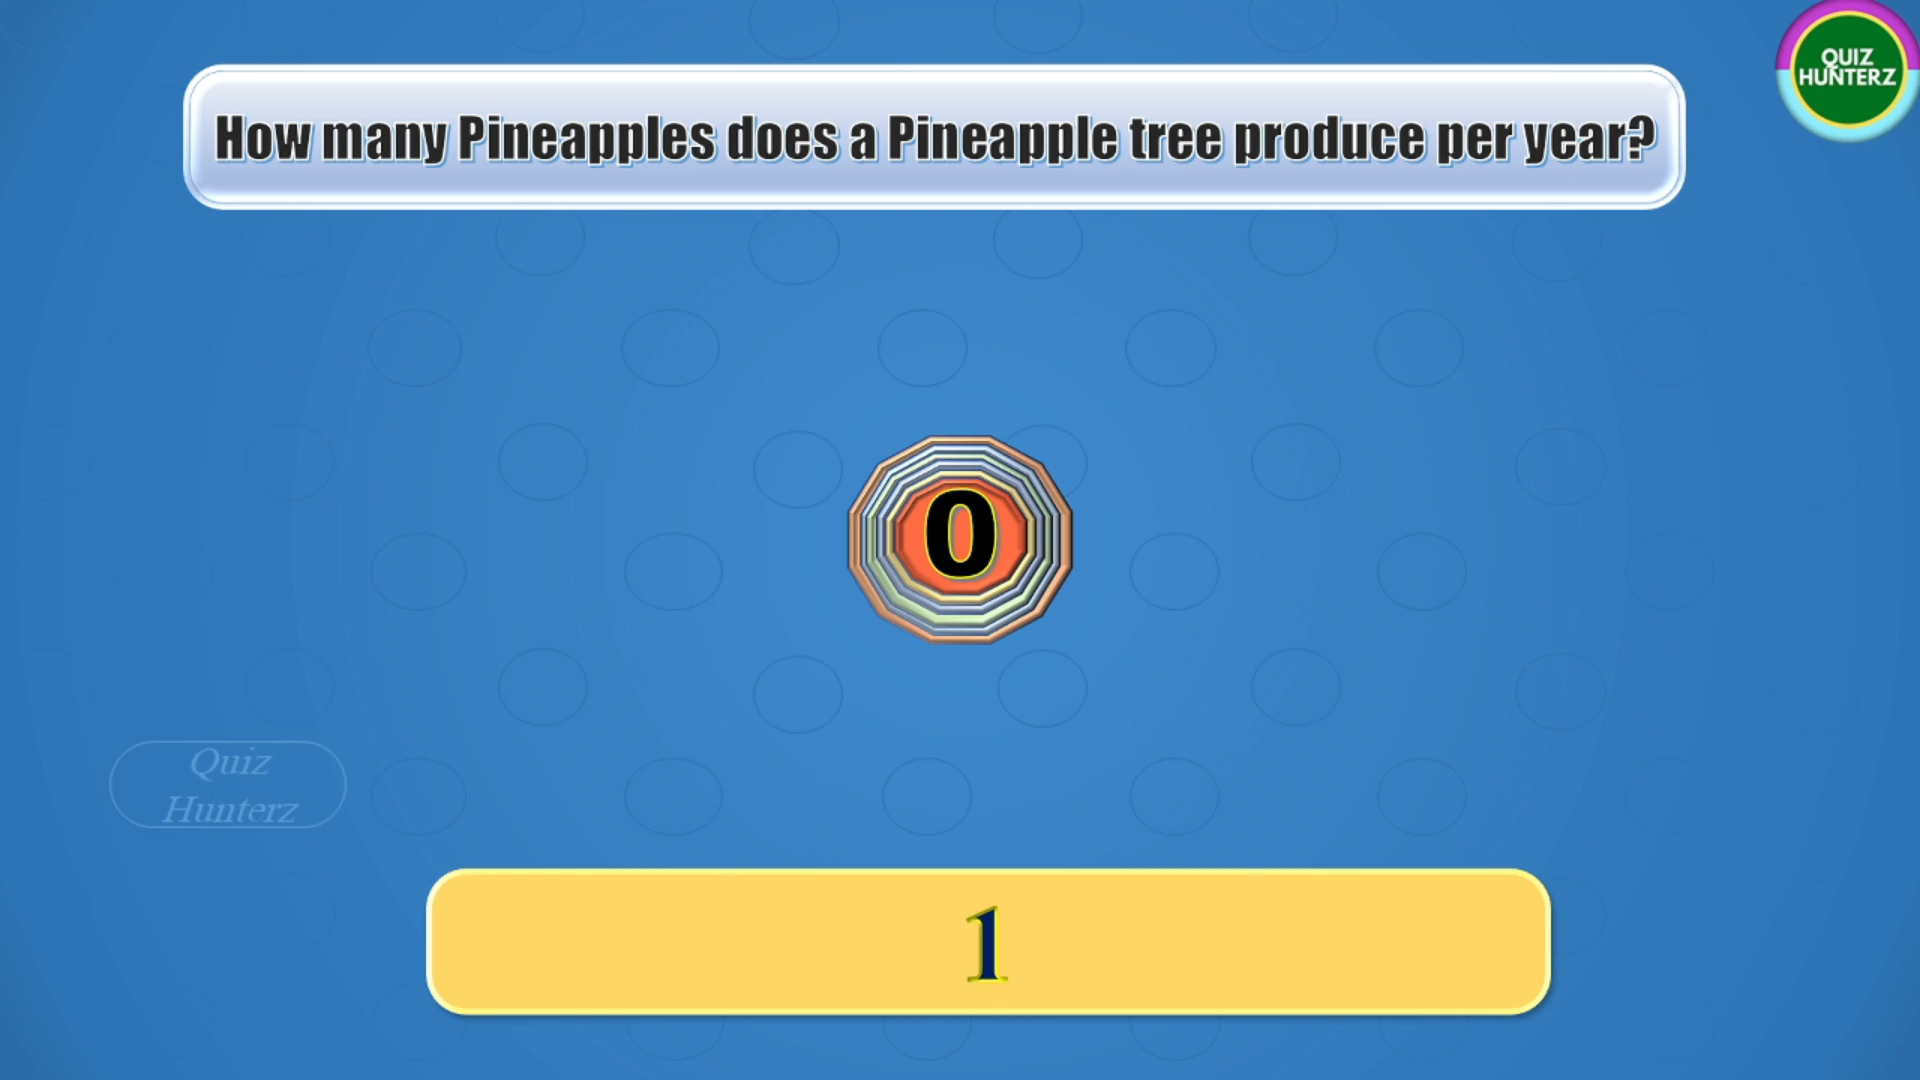 QUIZ
HUNTERZ
How many Pineapples does a Pineapple tree produce per year?
0
Quiz
Hunterz
1